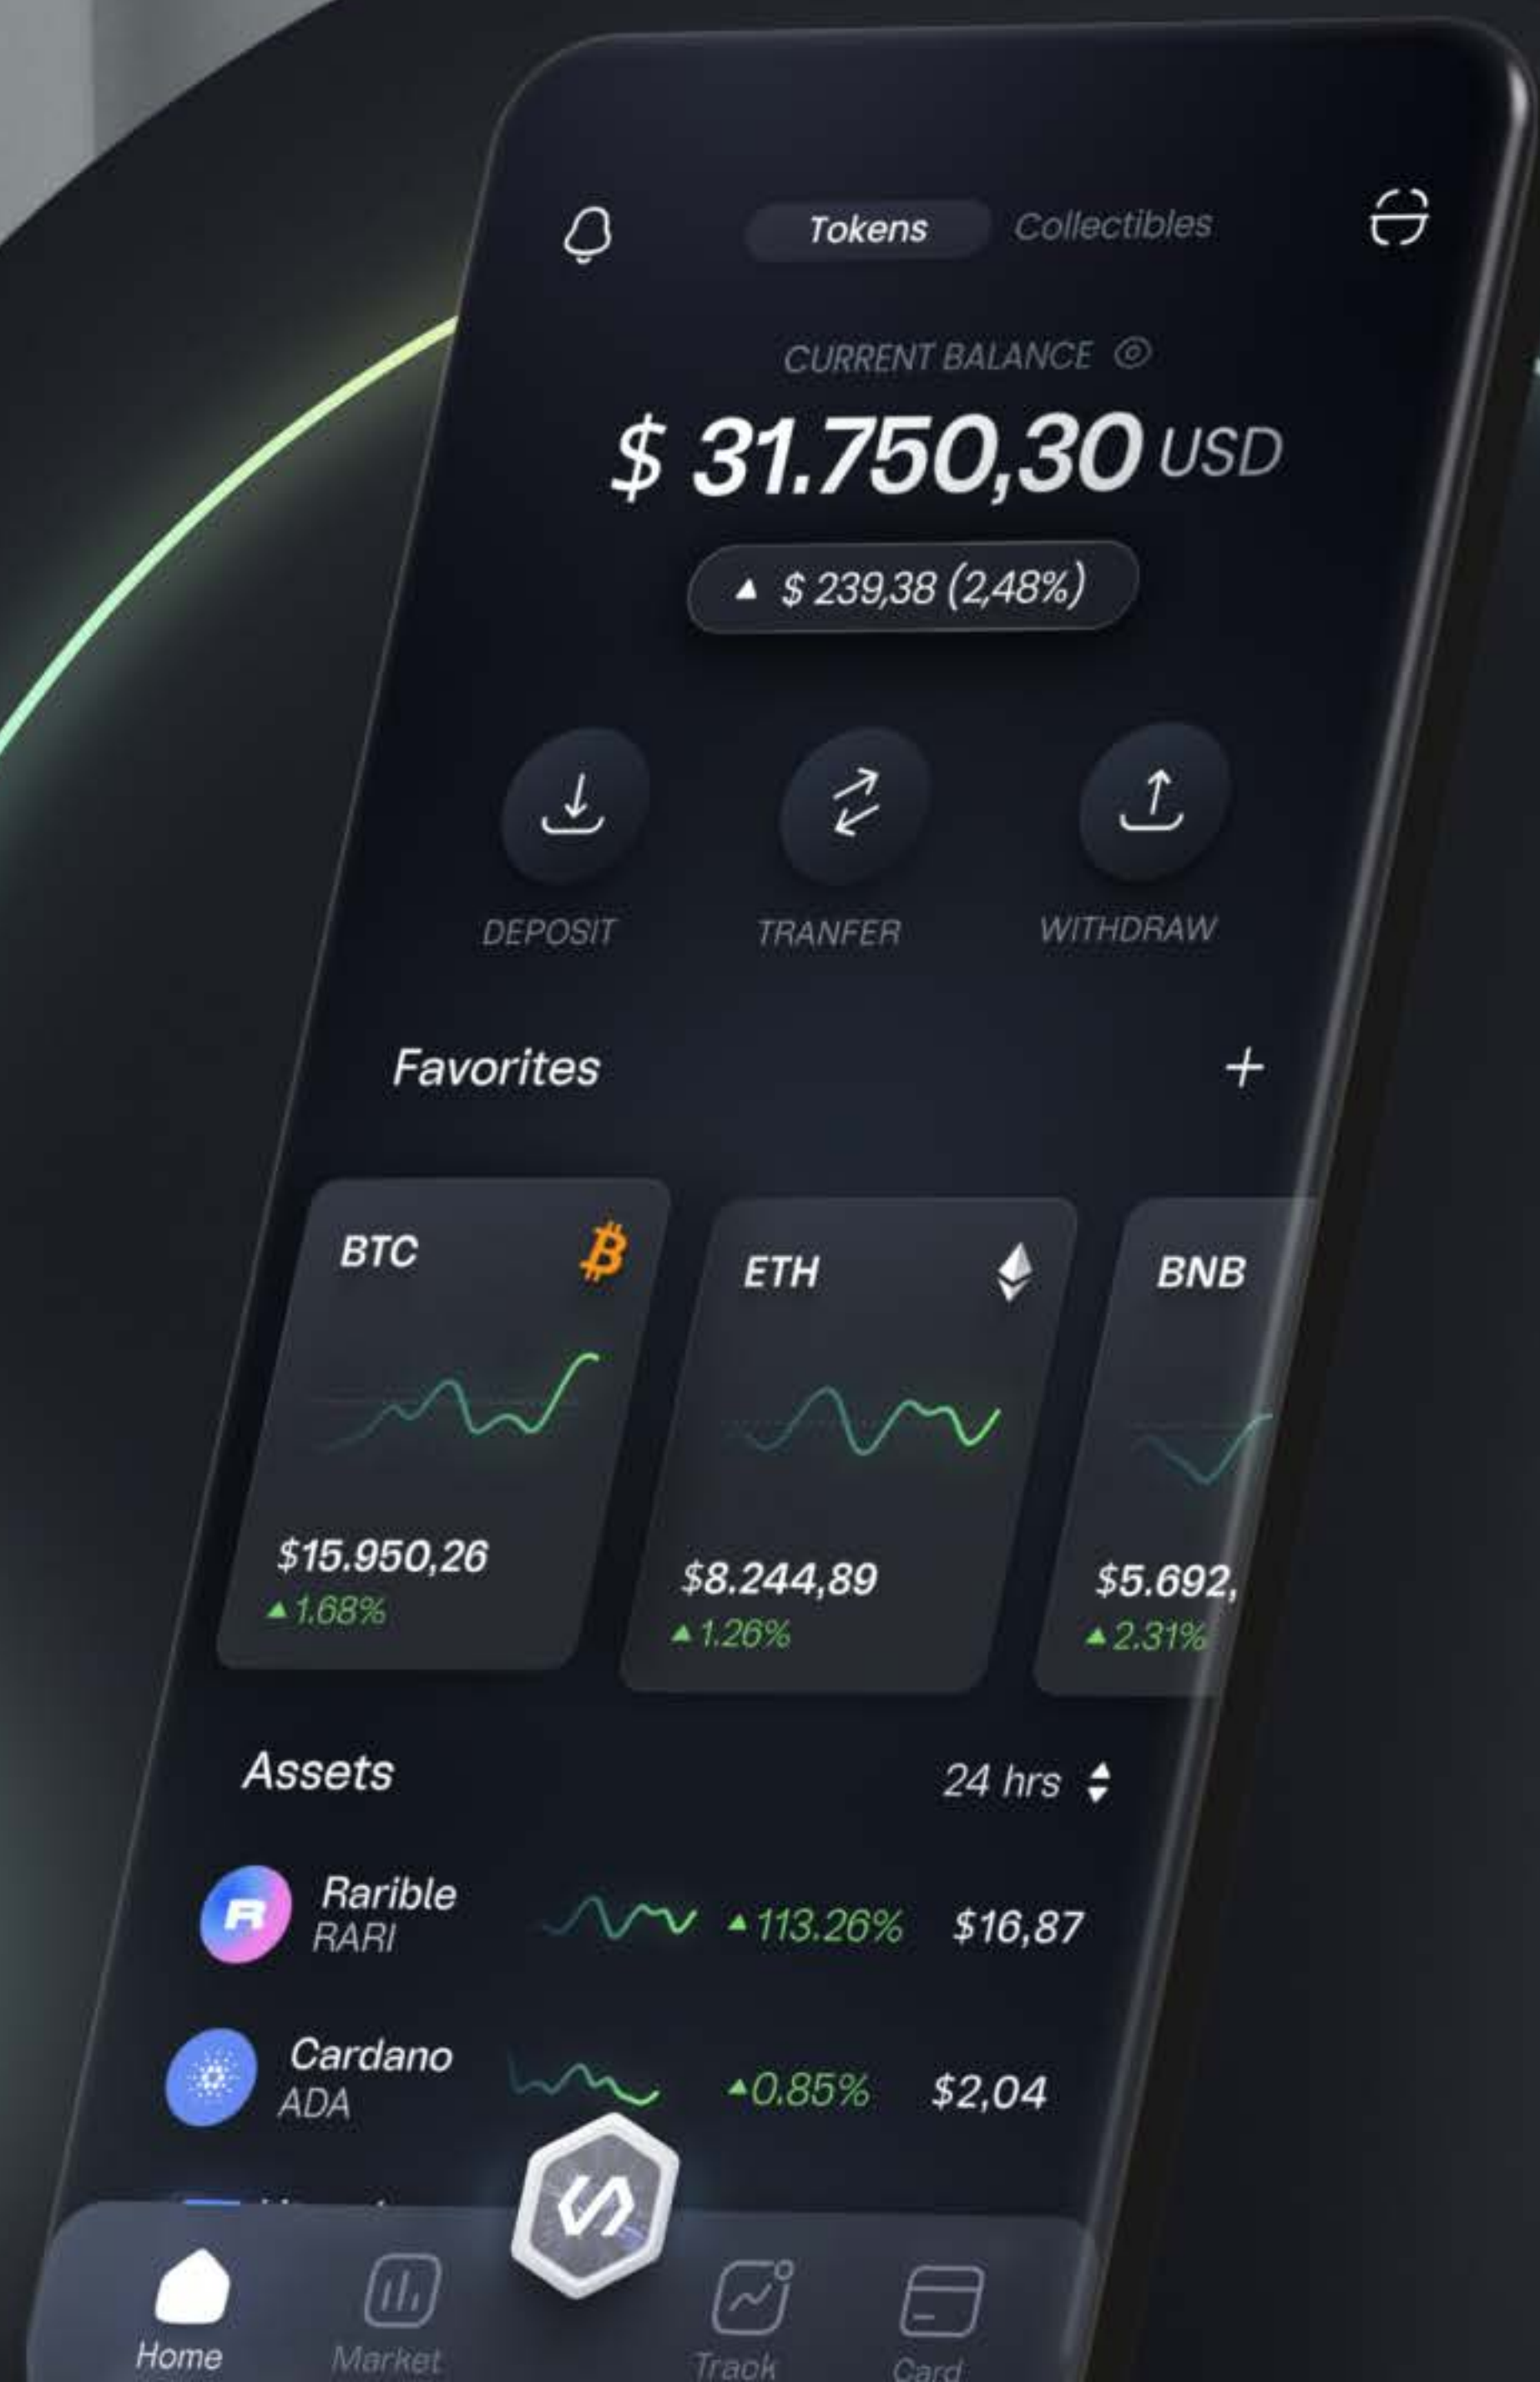 Tokens Collectibles
CURRENT BALANCE
$ 31.750,30 USD
▲ $ 239,38 (2,48%)
DEPOSIT TRANFER WITHDRAW
Favorites +
BTC
$15.950,26
▲1.68%
ETH
$8.244,89
▲1.26%
BNB
$5.692,
▲2.31%
Assets 24 hrs
Rarible
RARI
▲113.26% $16,87
Cardano
ADA
▲0.85% $2,04
Home Market Track Card